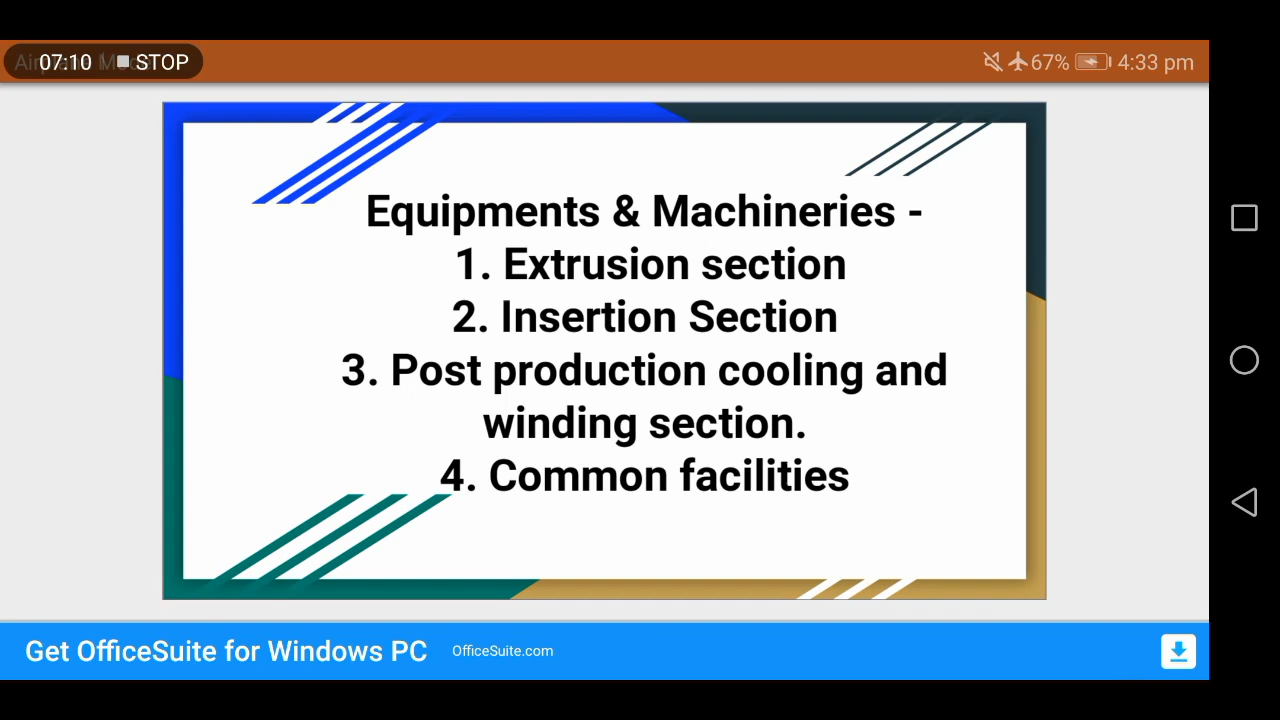 07:10 STOP
67% 4:33 pm
Equipments & Machineries -
1. Extrusion section
2. Insertion Section
3. Post production cooling and
winding section.
4. Common facilities
Get OfficeSuite for Windows PC OfficeSuite.com